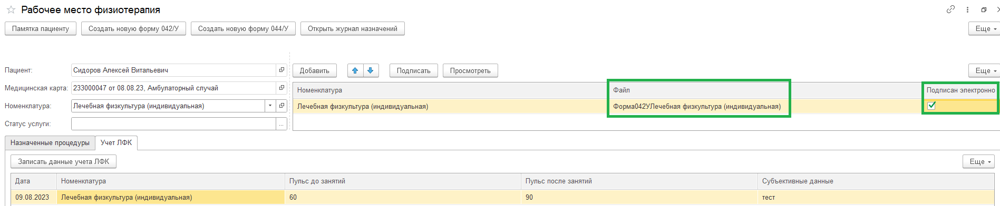 Рабочее место физиотерапия
Памятка пациенту Создать новую форму 042/У Создать новую форму 044/У Открыть журнал назначений Еще
Пациент: Сидоров Алексей Витальевич
Добавить Подписать Просмотреть Еще
Медицинская карта: 233000047 от 08.08.23, Амбулаторный случай
Номенклатура Файл Подписан электронно
Номенклатура: Лечебная физкультура (индивидуальная)
Лечебная физкультура (индивидуальная) Форма042УЛечебная физкультура (индивидуальная)
Статус услуги: ...
Назначенные процедуры Учет ЛФК
Записать данные учета ЛФК Еще
Дата Номенклатура Пульс до занятий Пульс после занятий Субъективные данные
09.08.2023 Лечебная физкультура (индивидуальная) 60 90 тест